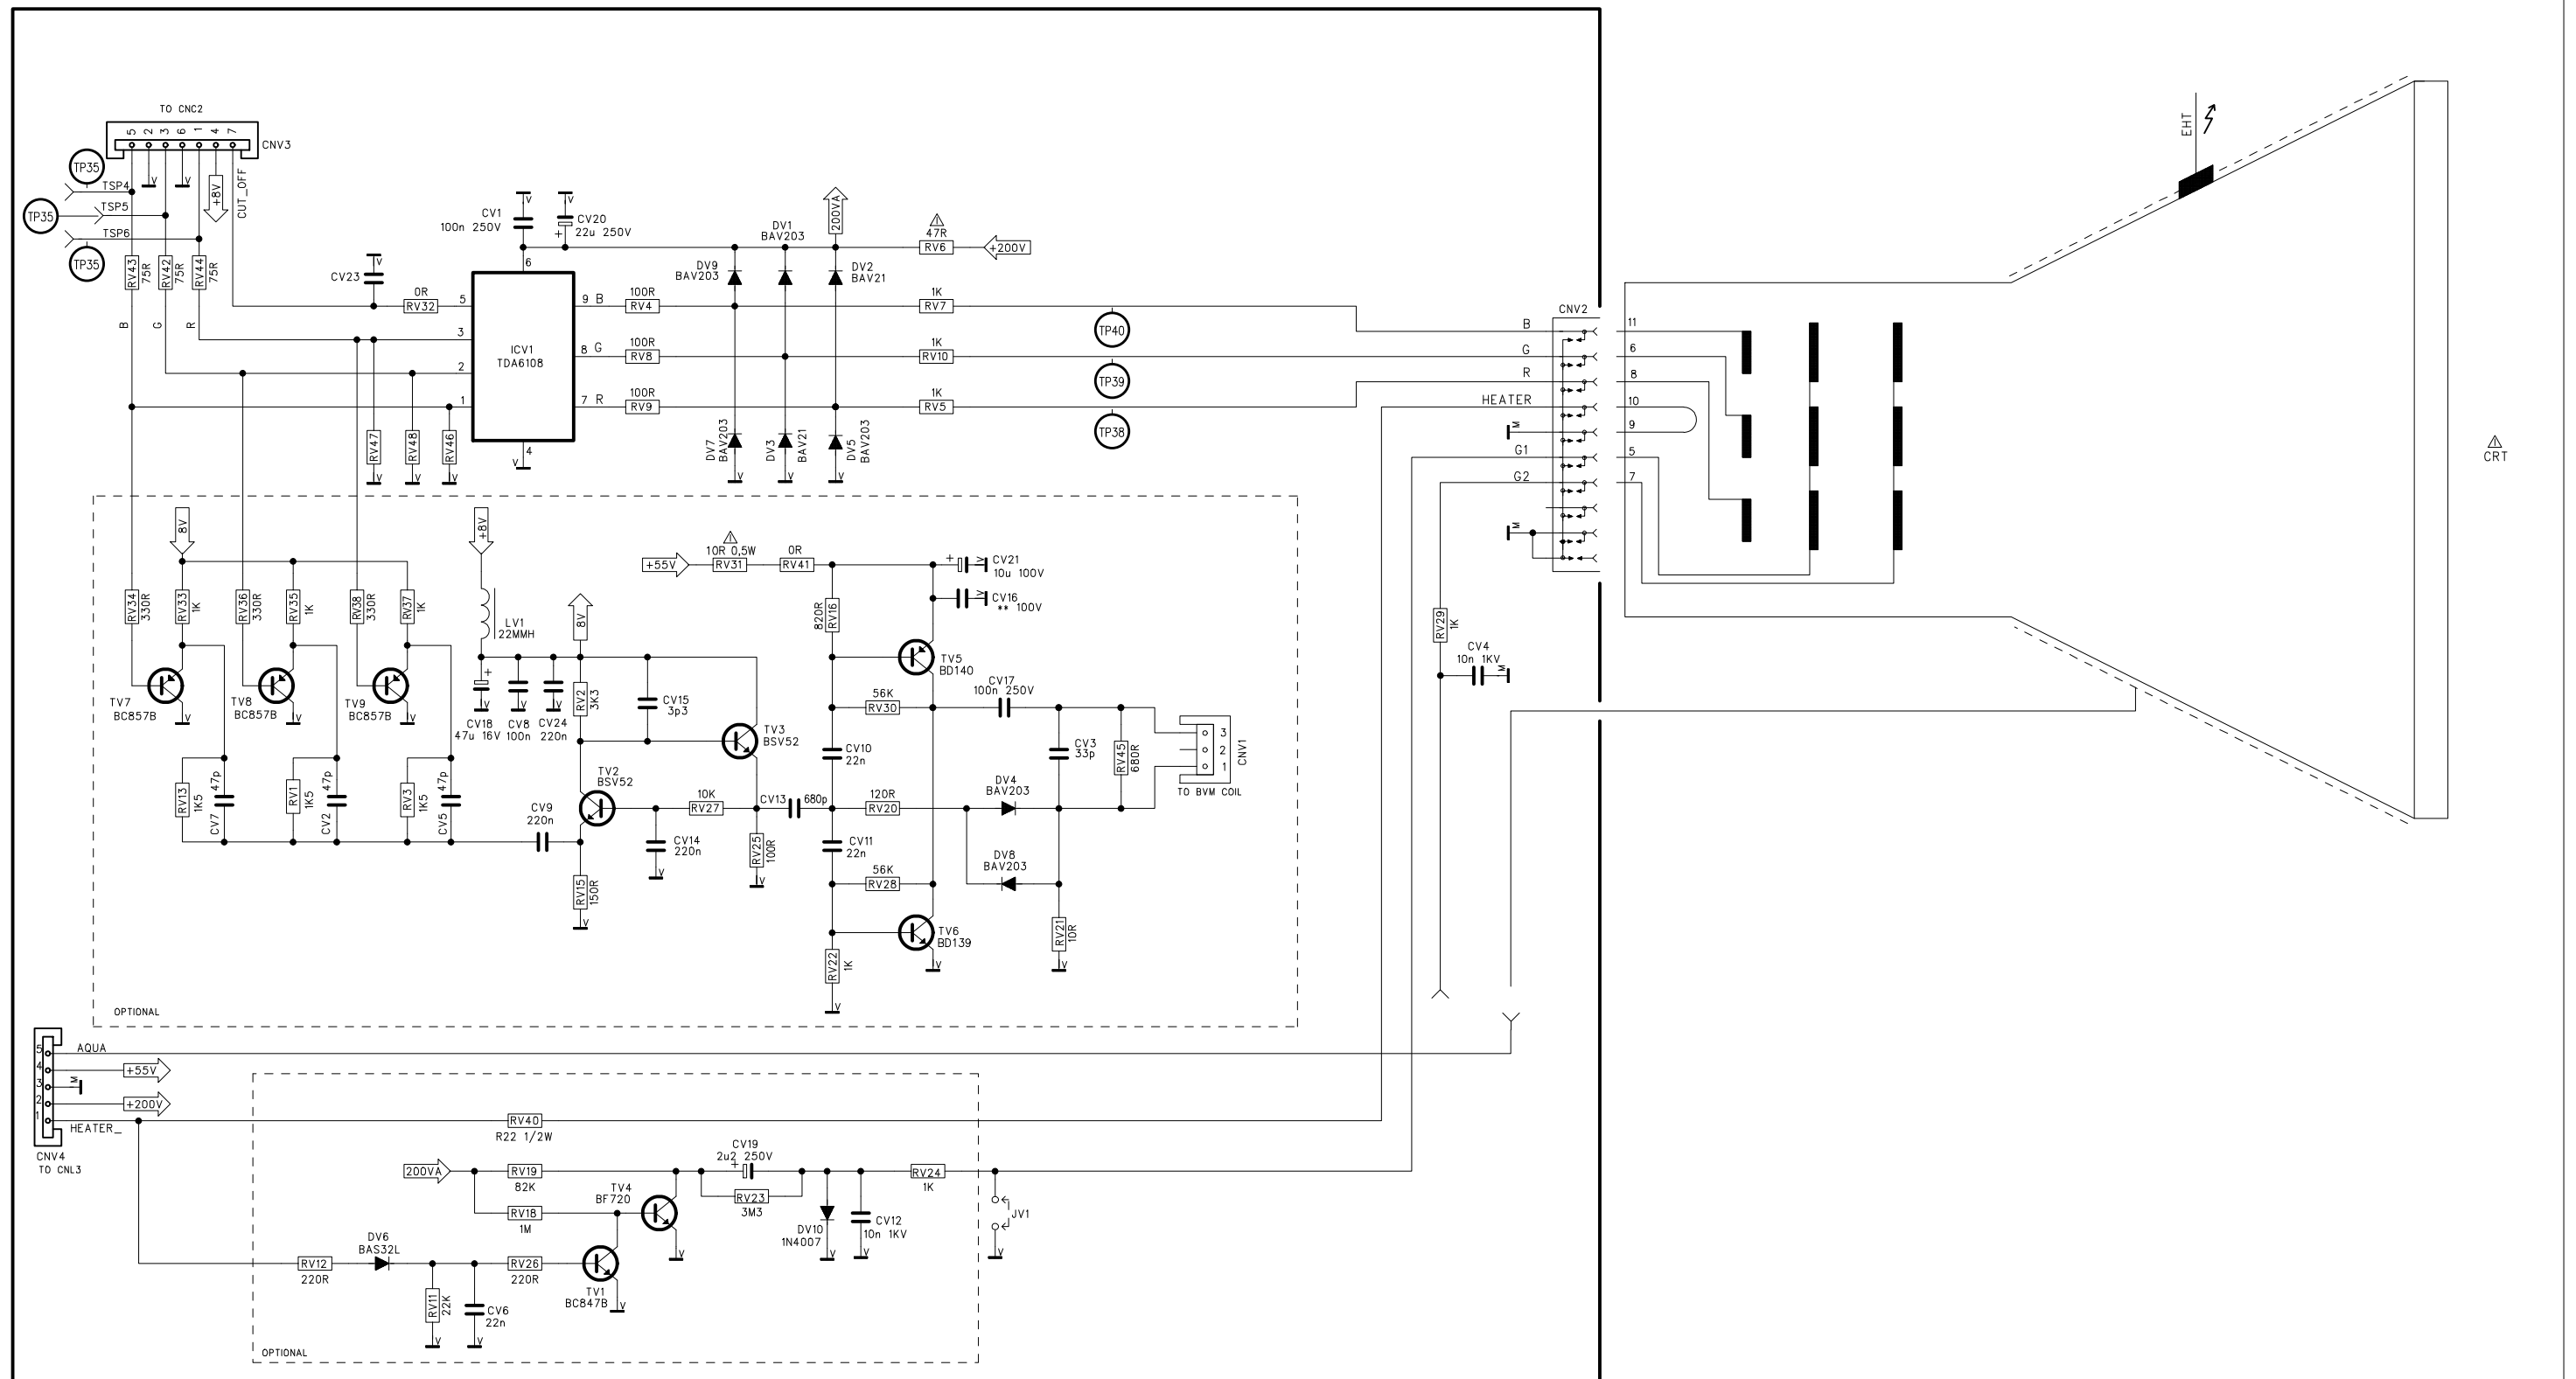 TO CNC2
5 2 3 6 1 4 7
CNV3
TP35
TSP4
TP35
TSP5
TSP6
TP35
+8V
CUT_OFF
RV43
75R
RV42
75R
RV44
75R
B
G
R
CV23
0R
RV32
5
3
2
1
CV1
100n 250V
V
V
CV20
22u 250V
6
ICV1
TDA6108
4
V
9 B
8 G
7 R
100R
RV4
100R
RV8
100R
RV9
DV1
BAV203
DV9
BAV203
DV2
BAV21
200VA
47R
RV6
+200V
1K
RV7
1K
RV10
1K
RV5
TP40
TP39
TP38
DV7
BAV203
DV3
BAV21
DV5
BAV203
RV47
RV48
RV46
CNV2
B
G
R
HEATER
M
G1
G2
M
11
6
8
10
9
5
7
EHT
CRT
8V
RV34
330R
RV33
1K
RV36
330R
RV35
1K
RV38
330R
RV37
1K
TV7
BC857B
TV8
BC857B
TV9
BC857B
RV13
1K5
CV7
47p
RV1
1K5
CV2
47p
RV3
1K5
CV5
47p
+8V
LV1
22MMH
8V
CV18
47u 16V
CV8
100n
CV24
220n
RV2
3K3
CV15
3p3
TV3
BSV52
TV2
BSV52
CV9
220n
RV15
150R
10K
RV27
CV14
220n
CV13
680p
RV25
100R
+55V
10R 0,5W
RV31
0R
RV41
CV21
10u 100V
CV16
** 100V
820R
RV16
TV5
BD140
56K
RV30
CV17
100n 250V
CV10
22n
120R
RV20
CV11
22n
56K
RV28
TV6
BD139
RV22
1K
DV4
BAV203
DV8
BAV203
CV3
33p
RV45
680R
RV21
10R
3
2
1
CNV1
TO BVM COIL
RV29
1K
CV4
10n 1KV
M
OPTIONAL
5
4
3
2
1
AQUA
+55V
M
+200V
HEATER_
CNV4
TO CNL3
RV40
R22 1/2W
200VA
RV19
82K
RV18
1M
TV4
BF720
CV19
2u2 250V
RV23
3M3
DV10
1N4007
CV12
10n 1KV
RV24
1K
JV1
RV12
220R
DV6
BAS32L
RV11
22K
CV6
22n
RV26
220R
TV1
BC847B
OPTIONAL